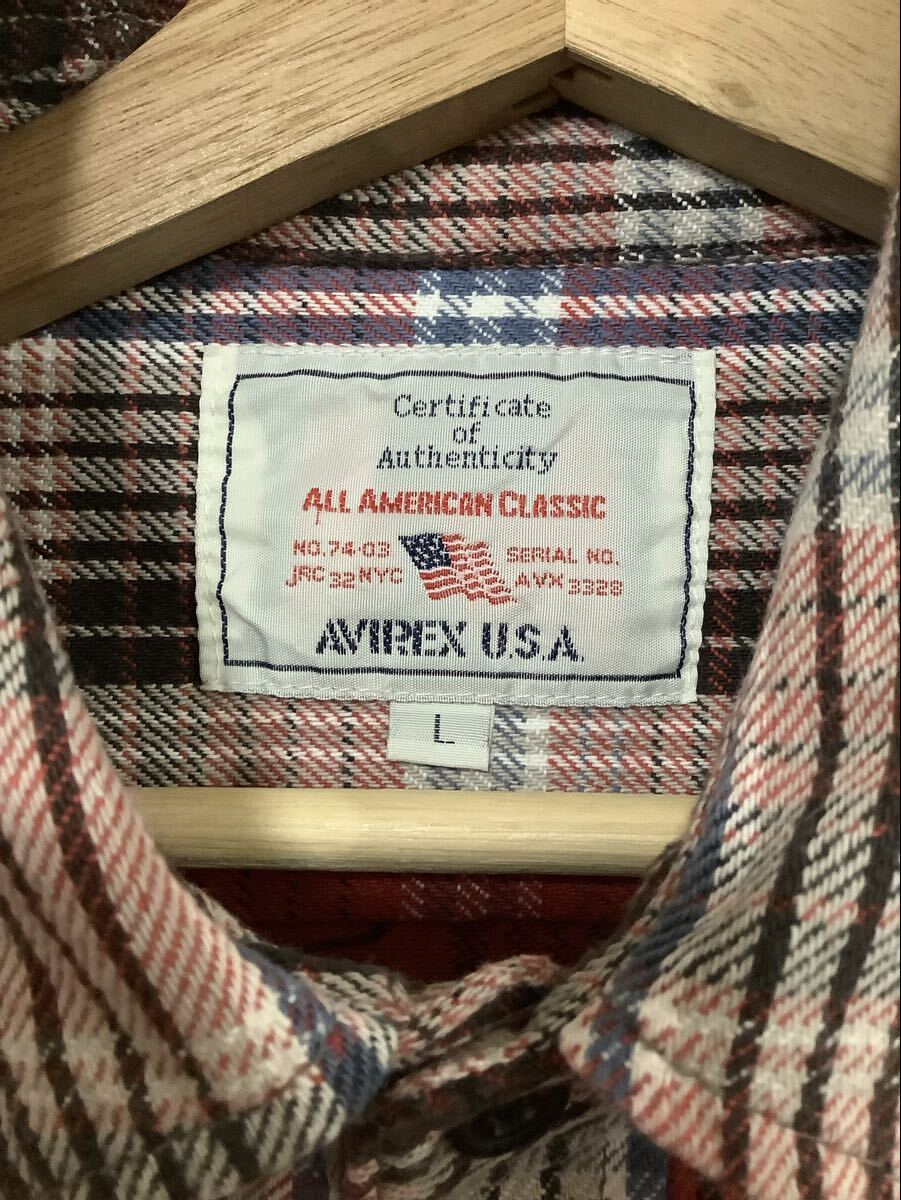 Certificate
of
Authenticity
ALL AMERICAN CLASSIC
NO.74-03 SERIAL NO.
JRC 32 NYC AVX 3328
AVIREX U.S.A.
L